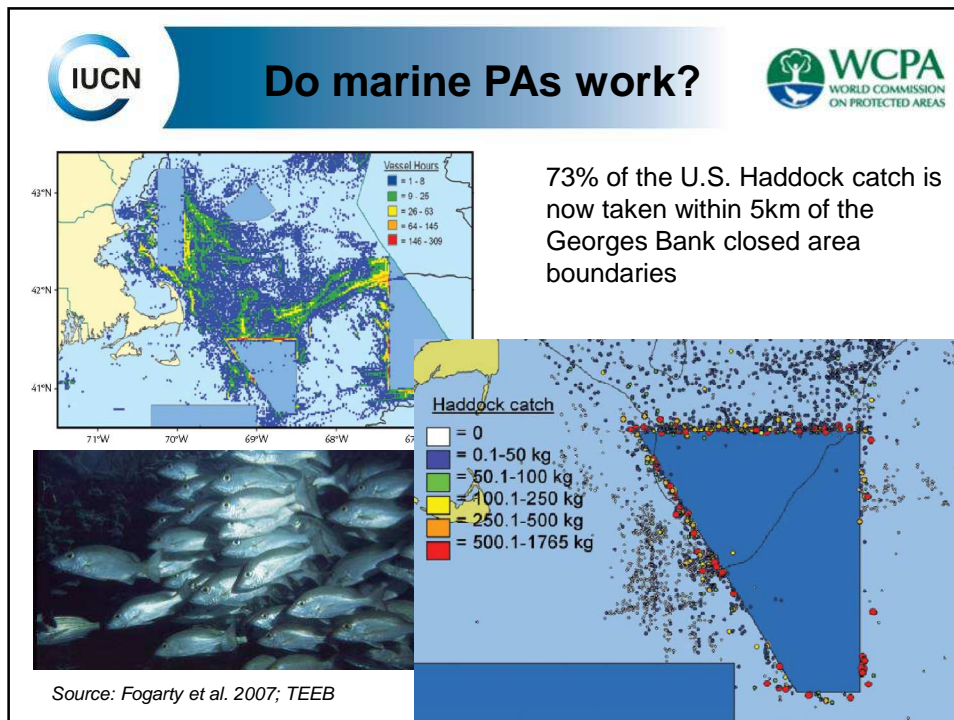 IUCN
Do marine PAs work?
WCPA
WORLD COMMISSION
ON PROTECTED AREAS
Vessel Hours
= 1 - 8
= 9 - 25
= 26 - 63
= 64 - 145
= 146 - 309
43°N
42°N
41°N
71°W
70°W
69°W
68°W
73% of the U.S. Haddock catch is
now taken within 5km of the
Georges Bank closed area
boundaries
Haddock catch
= 0
= 0.1-50 kg
= 50.1-100 kg
= 100.1-250 kg
= 250.1-500 kg
= 500.1-1765 kg
Source: Fogarty et al. 2007; TEEB